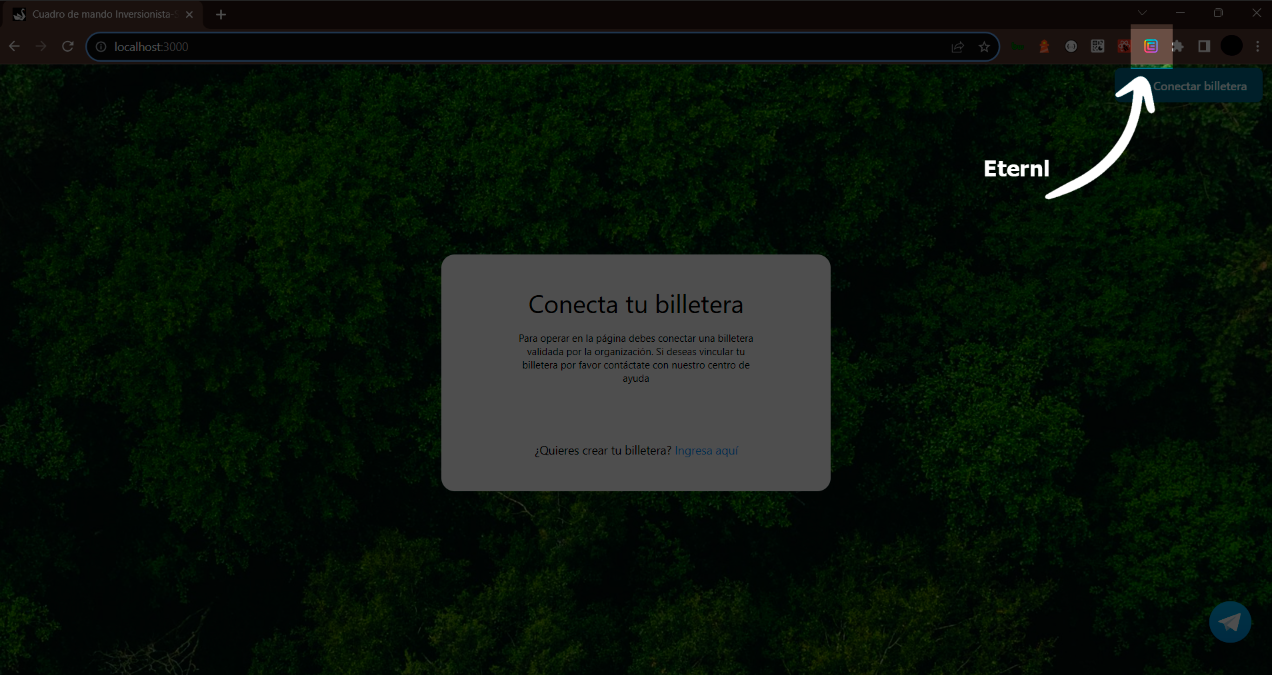 Cuadro de mando Inversionista-
localhost:3000
Conectar billetera
Eternl
Conecta tu billetera
Para operar en la página debes conectar una billetera
validada por la organización. Si deseas vincular tu
billetera por favor contáctate con nuestro centro de
ayuda
¿Quieres crear tu billetera? Ingresa aquí